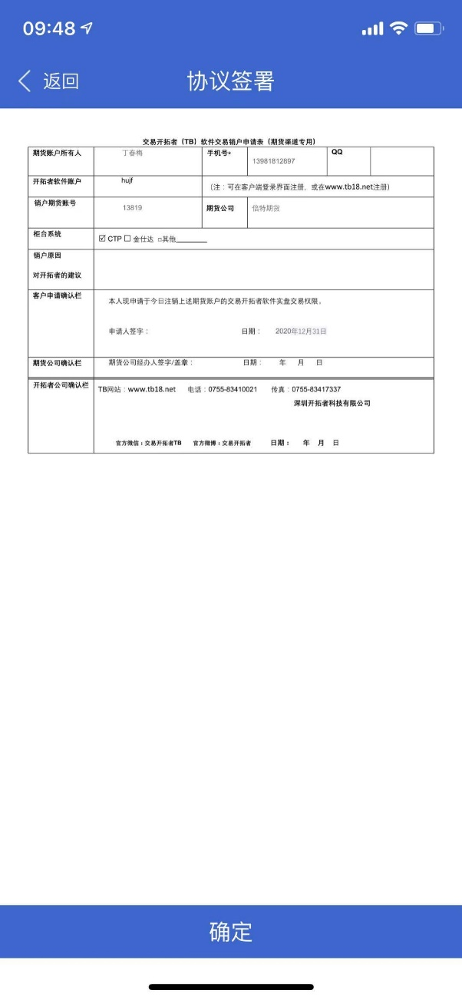 09:48
返回
协议签署
交易开拓者（TB）软件交易销户申请表（期货渠道专用）
期货账户所有人 丁春梅 手机号* 13981812897 QQ
开拓者软件账户 hujf （注：可在客户端登录界面注册，或在www.tb18.net注册）
销户期货账号 13819 期货公司 倍特期货
柜台系统 ☑ CTP ☐ 金仕达 □其他________
销户原因
对开拓者的建议
客户申请确认栏 本人现申请于今日注销上述期货账户的交易开拓者软件实盘交易权限。
申请人签字： 日期： 2020年12月31日
期货公司确认栏 期货公司经办人签字/盖章： 日期： 年 月 日
开拓者公司确认栏 TB网站：www.tb18.net 电话：0755-83410021 传真：0755-83417337
深圳开拓者科技有限公司
官方微信：交易开拓者TB 官方微博：交易开拓者 日期： 年 月 日
确定